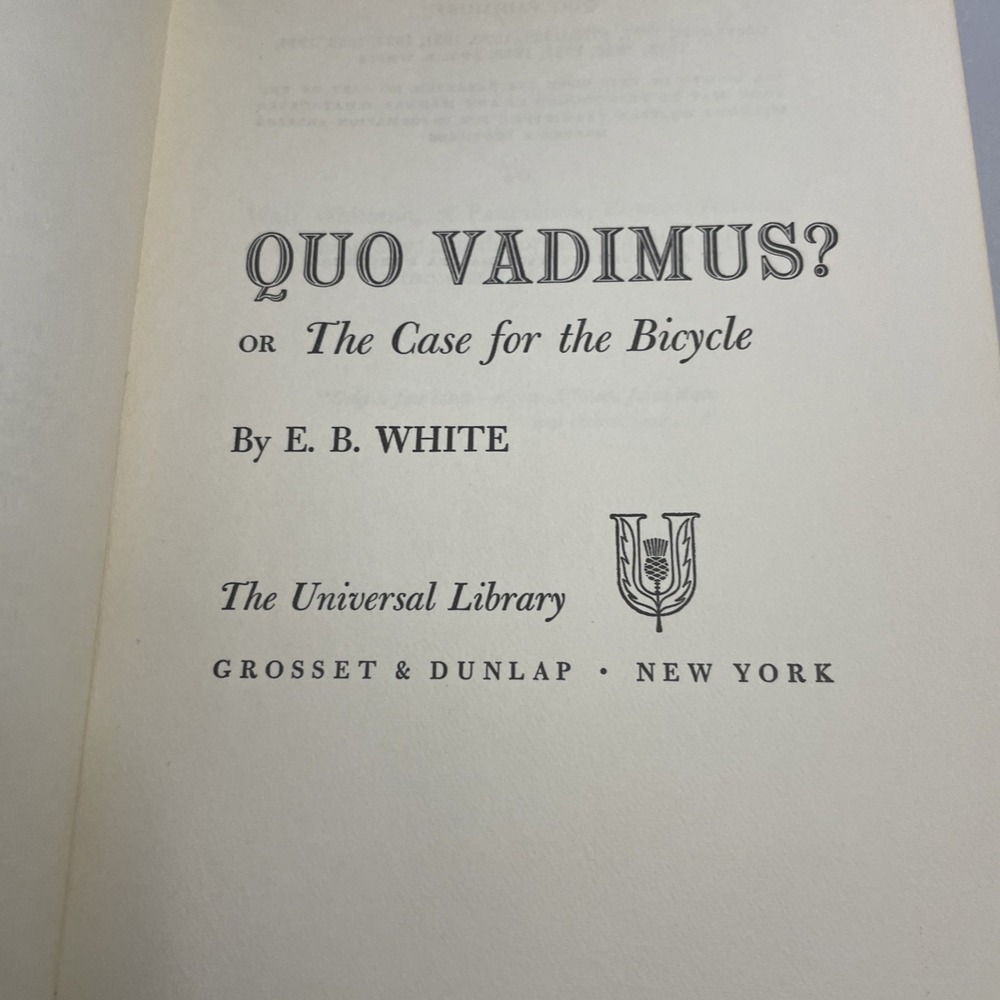 QUO VADIMUS?
OR The Case for the Bicycle
By E. B. WHITE
The Universal Library
U
GROSSET & DUNLAP · NEW YORK